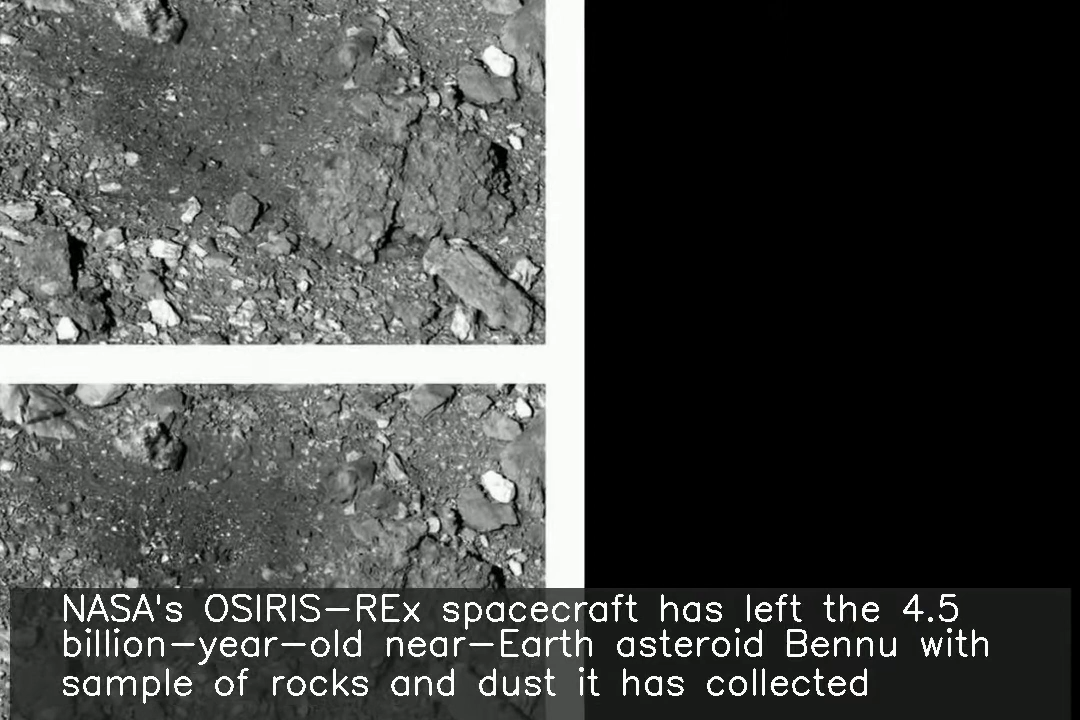 NASA's OSIRIS-REx spacecraft has left the 4.5
billion-year-old near-Earth asteroid Bennu with
sample of rocks and dust it has collected